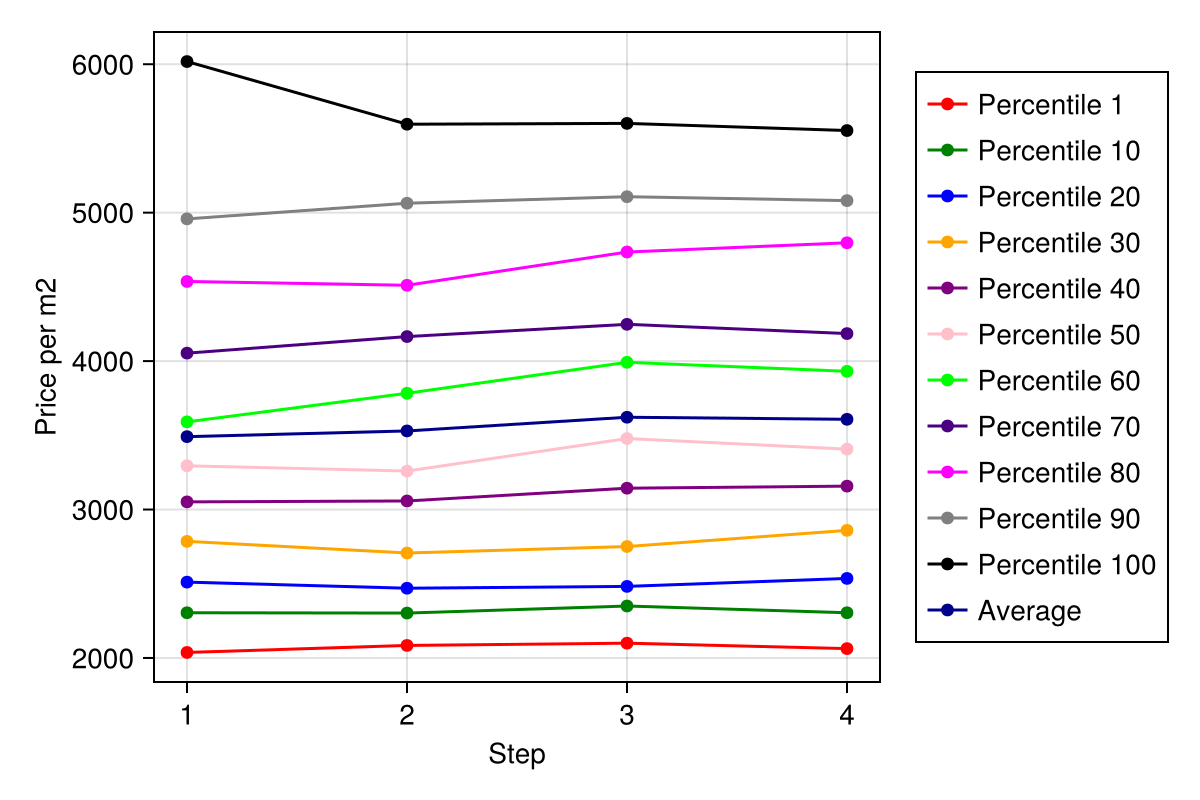 6000
5000
4000
3000
2000
Price per m2
1 2 3 4
Step
Percentile 1
Percentile 10
Percentile 20
Percentile 30
Percentile 40
Percentile 50
Percentile 60
Percentile 70
Percentile 80
Percentile 90
Percentile 100
Average